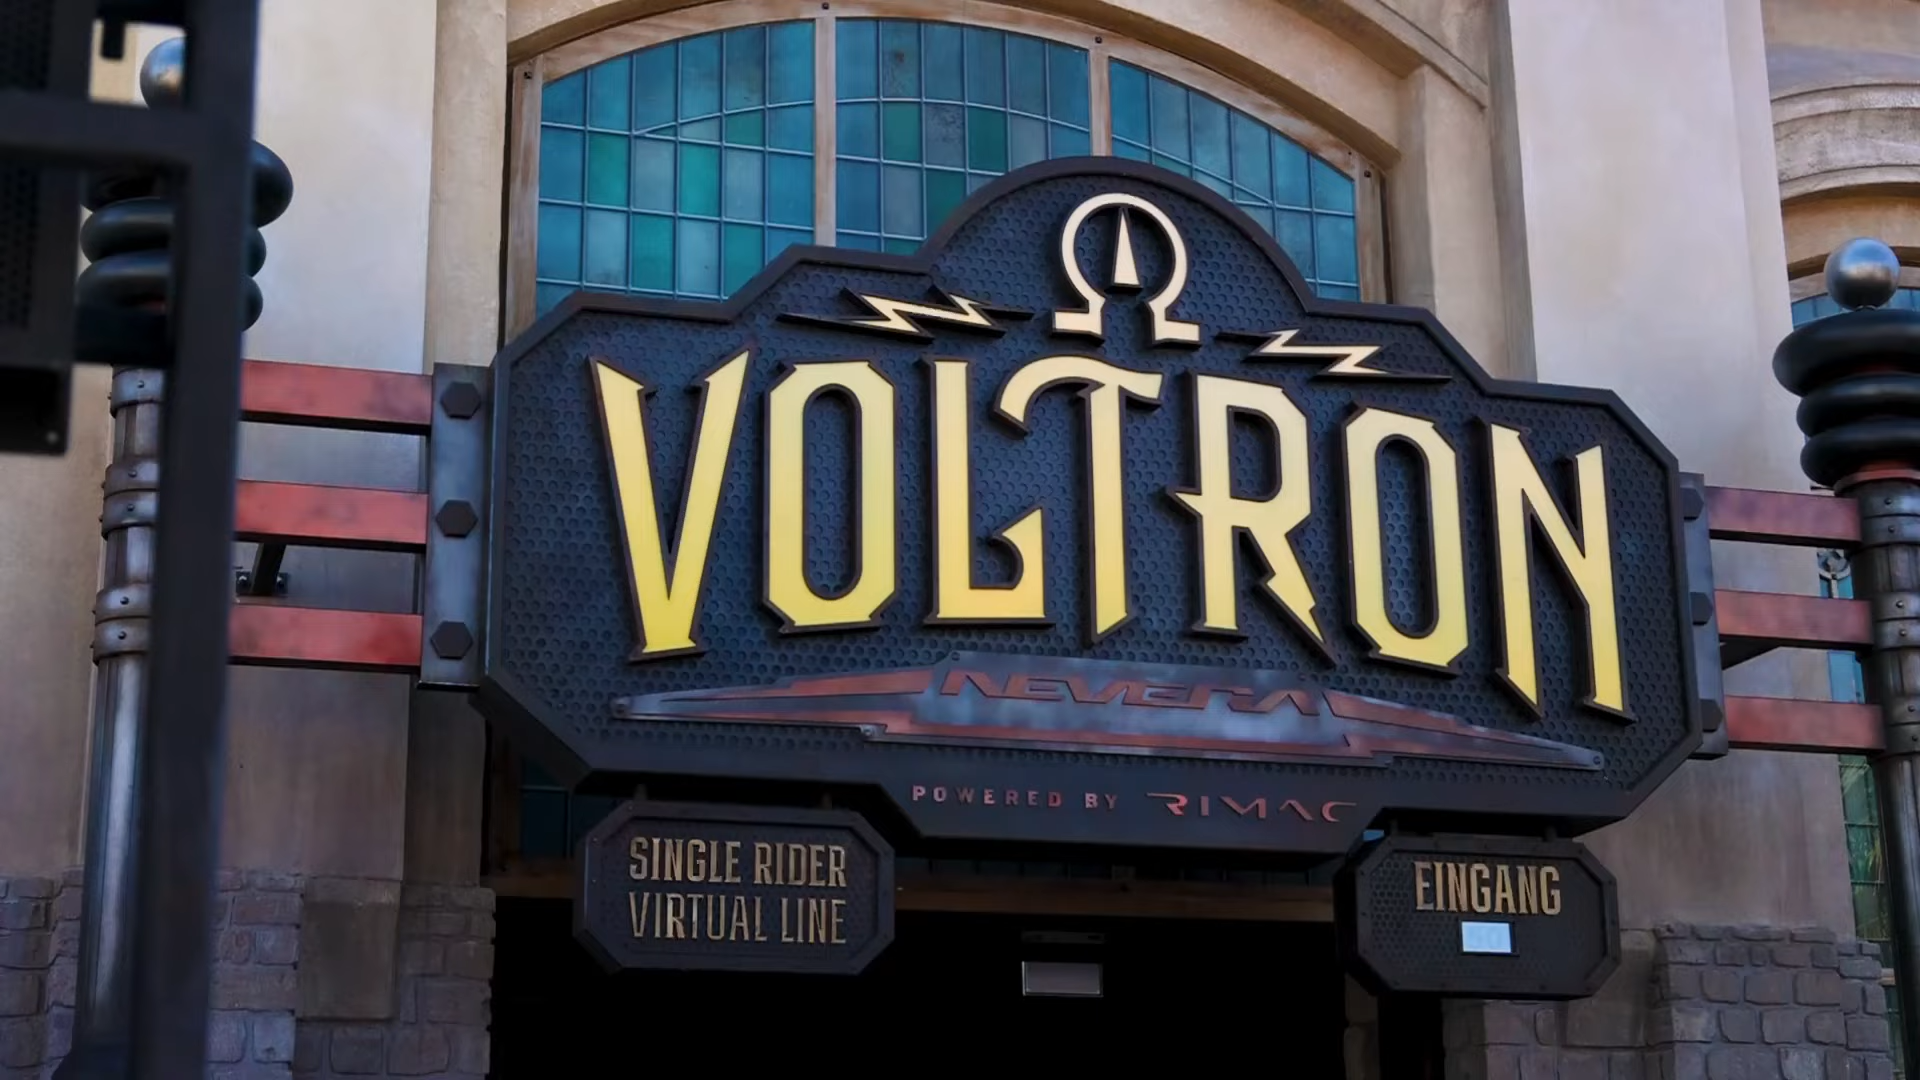 VOLTRON
NEVERA
POWERED BY RIMAC
SINGLE RIDER
VIRTUAL LINE
EINGANG